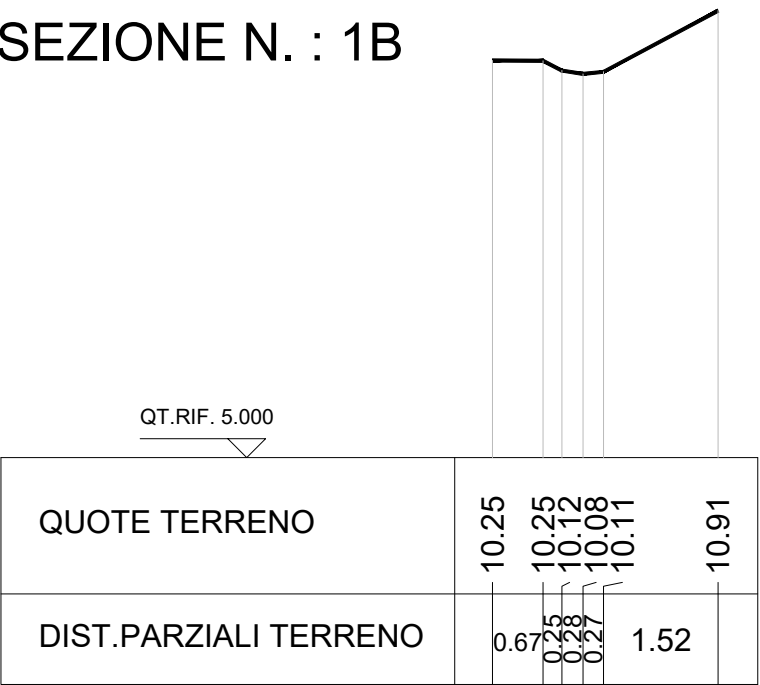 SEZIONE N. : 1B
QT.RIF. 5.000
QUOTE TERRENO
10.25
10.25
10.12
10.08
10.11
10.91
DIST.PARZIALI TERRENO
0.67
0.25
0.28
0.27
1.52